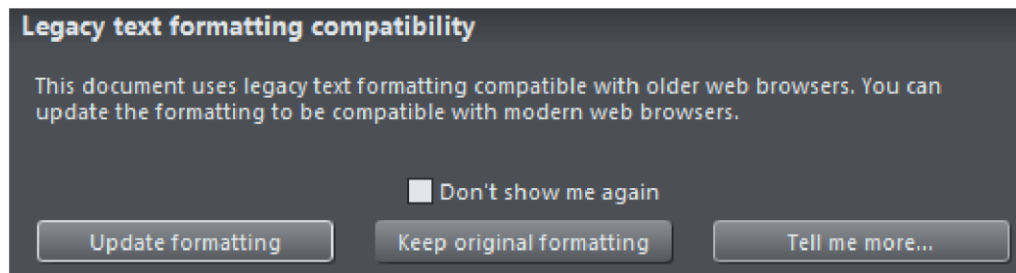 Legacy text formatting compatibility
This document uses legacy text formatting compatible with older web browsers. You can
update the formatting to be compatible with modern web browsers.
Don't show me again
Update formatting
Keep original formatting
Tell me more...